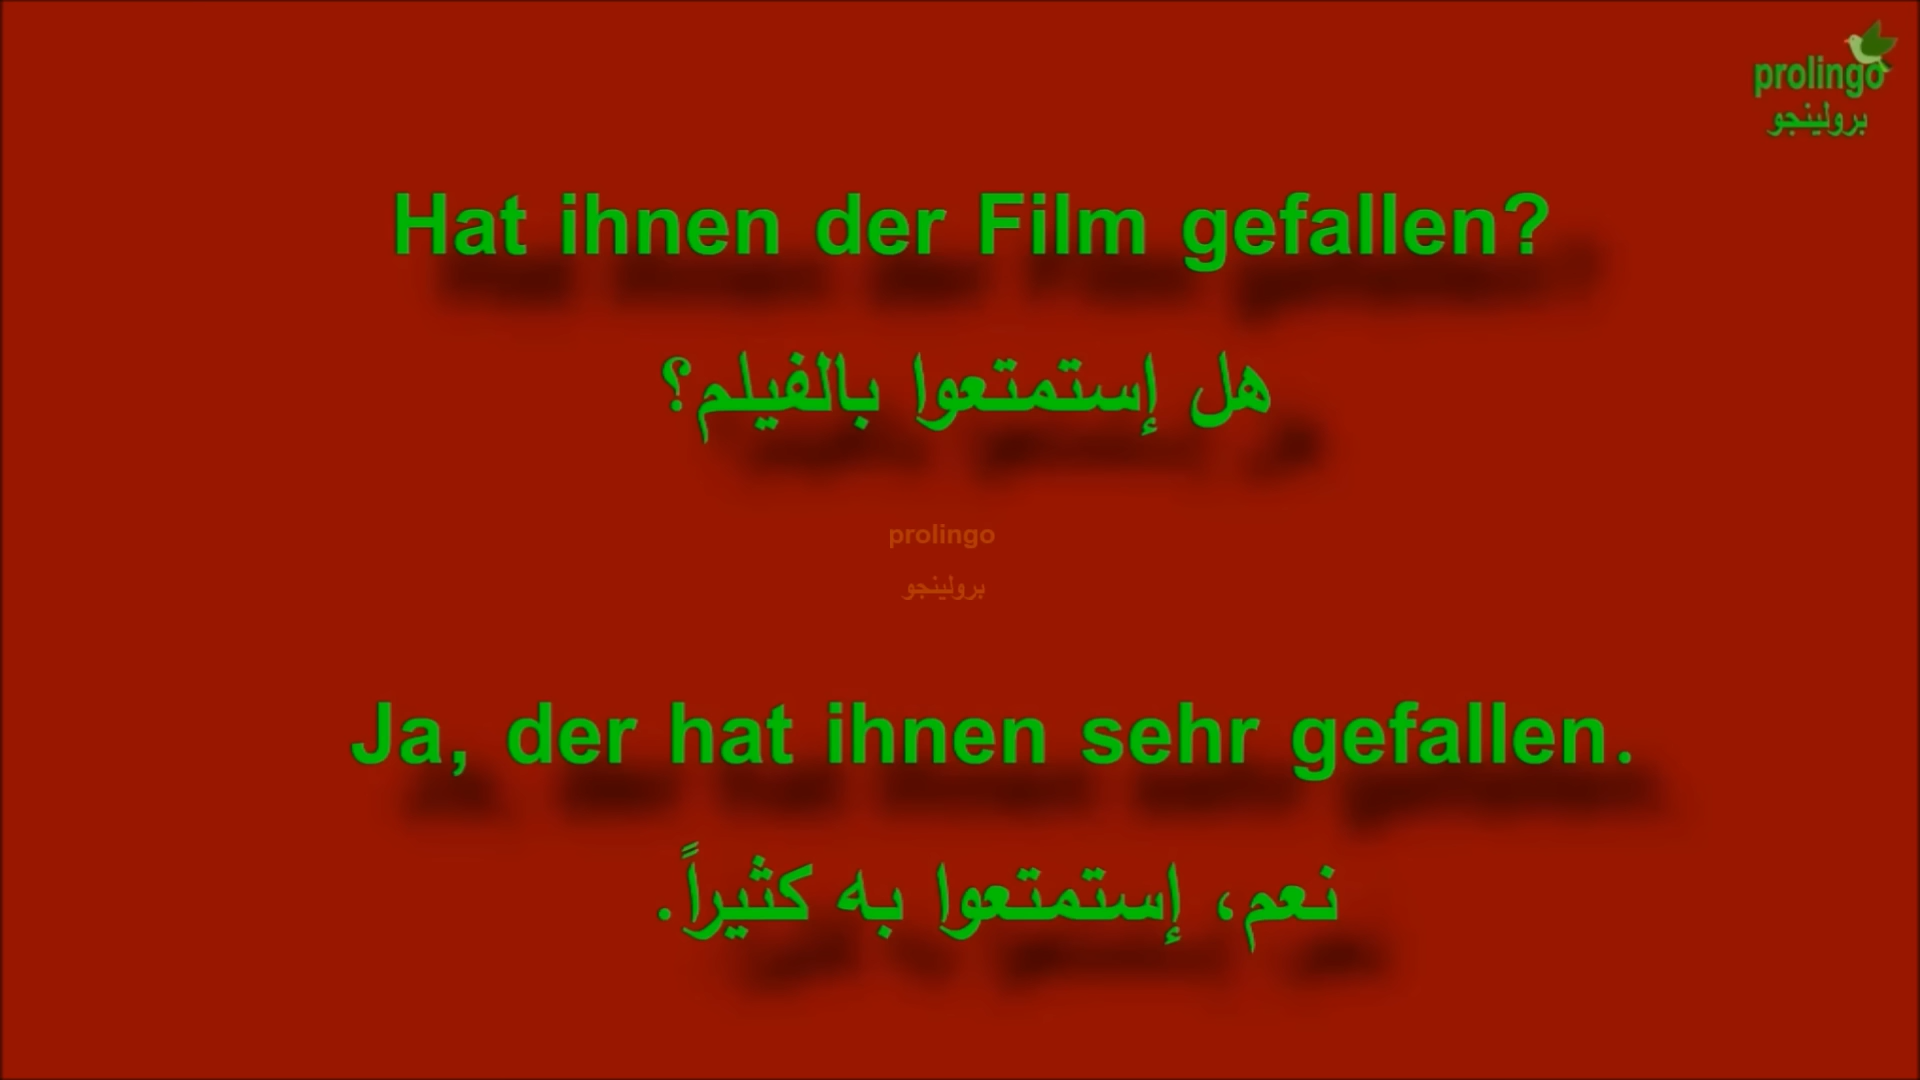 prolingo
برولينجو
Hat ihnen der Film gefallen?
هل إستمتعوا بالفيلم؟
prolingo
برولينجو
Ja, der hat ihnen sehr gefallen.
نعم، إستمتعوا به كثيراً.